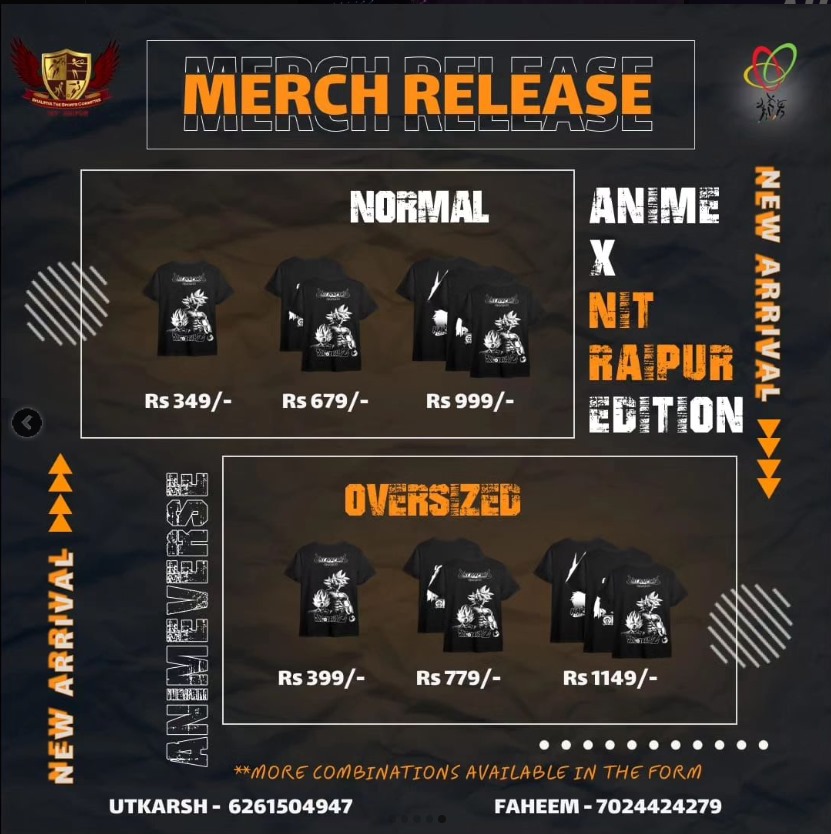 MERCH RELEASE
NORMAL
Rs 349/-
Rs 679/-
Rs 999/-
ANIME
X
NIT
RAIPUR
EDITION
NEW ARRIVAL
NEW ARRIVAL
ANIMEVERSE
OVERSIZED
Rs 399/-
Rs 779/-
Rs 1149/-
**MORE COMBINATIONS AVAILABLE IN THE FORM
UTKARSH - 6261504947
FAHEEM - 7024424279